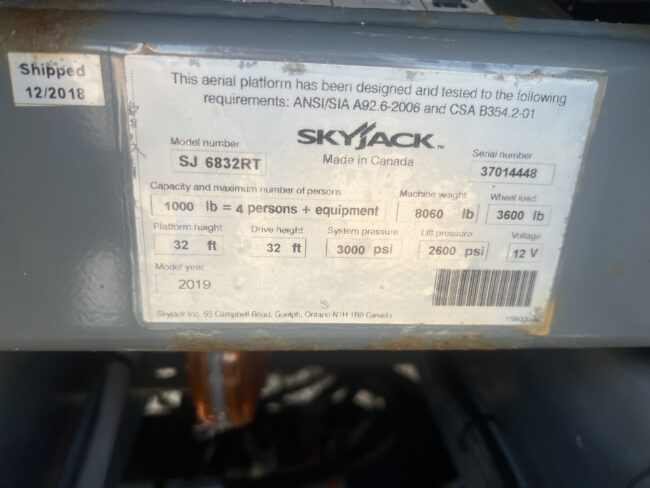 Shipped
12/2018
This aerial platform has been designed and tested to the following
requirements: ANSI/SIA A92.6-2006 and CSA B354.2-01
SKYJACK™
Made in Canada
Model number
SJ 6832RT
Serial number
37014448
Capacity and maximum number of persons
1000 lb = 4 persons + equipment
Machine weight
8060 lb
Wheel load
3600 lb
Platform height
32 ft
Drive height
32 ft
System pressure
3000 psi
Lift pressure
2600 psi
Voltage
12 V
Model year
2019
Skyjack Inc. 55 Campbell Road, Guelph, Ontario N1H 1B9 Canada